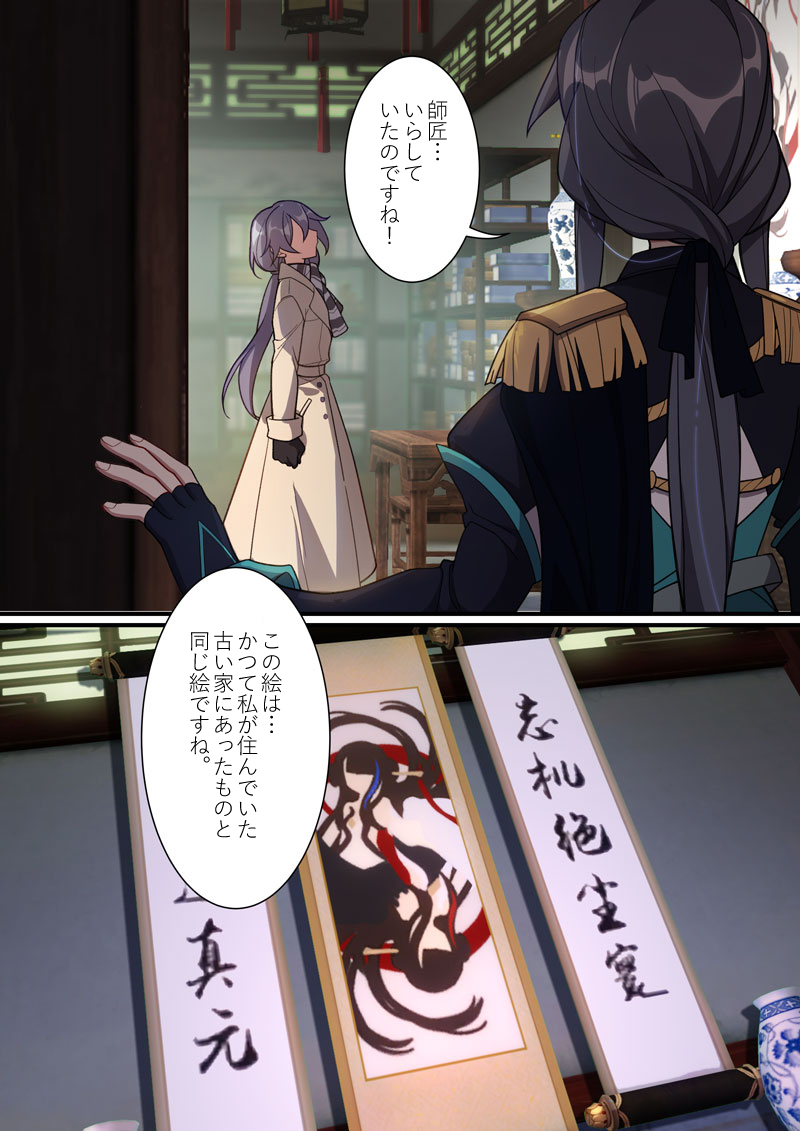 師匠…
いらして
いたのですね！
この絵は…
かつて私が住んでいた
古い家にあったものと
同じ絵ですね。
志机绝尘寰
真元